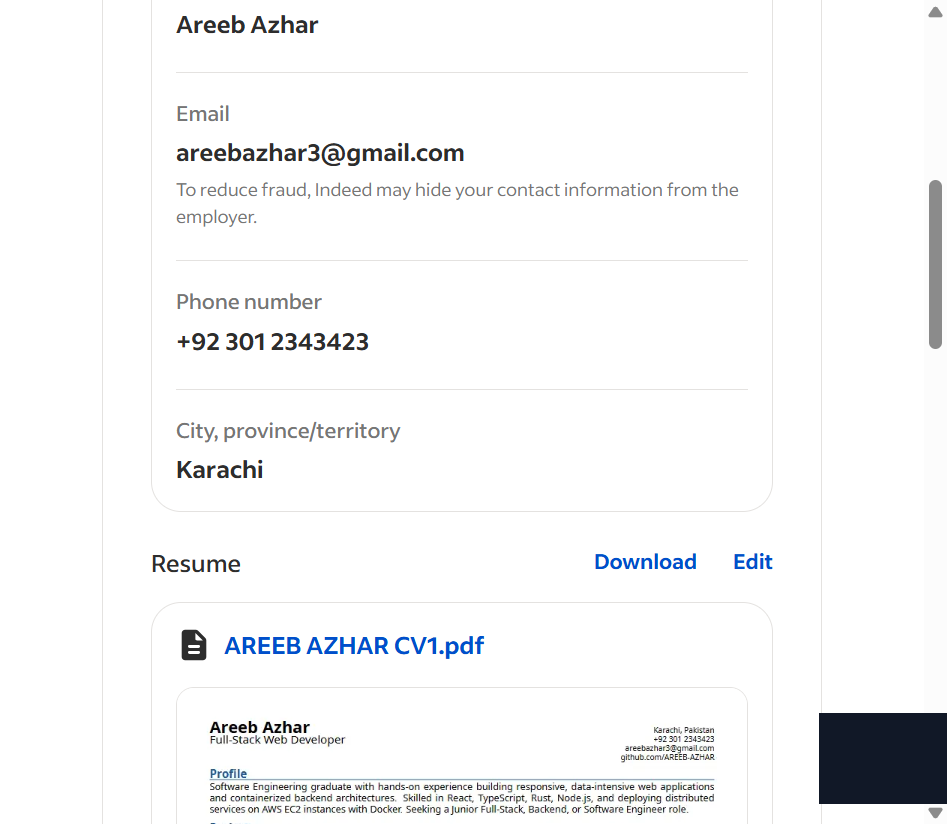 Areeb Azhar
Email
areebazhar3@gmail.com
To reduce fraud, Indeed may hide your contact information from the
employer.
Phone number
+92 301 2343423
City, province/territory
Karachi
Resume
Download
Edit
AREEB AZHAR CV1.pdf
Areeb Azhar
Full-Stack Web Developer
Karachi, Pakistan
+92 301 2343423
areebazhar3@gmail.com
github.com/AREEB-AZHAR
Profile
Software Engineering graduate with hands-on experience building responsive, data-intensive web applications
and containerized backend architectures. Skilled in React, TypeScript, Rust, Node.js, and deploying distributed
services on AWS EC2 instances with Docker. Seeking a Junior Full-Stack, Backend, or Software Engineer role.